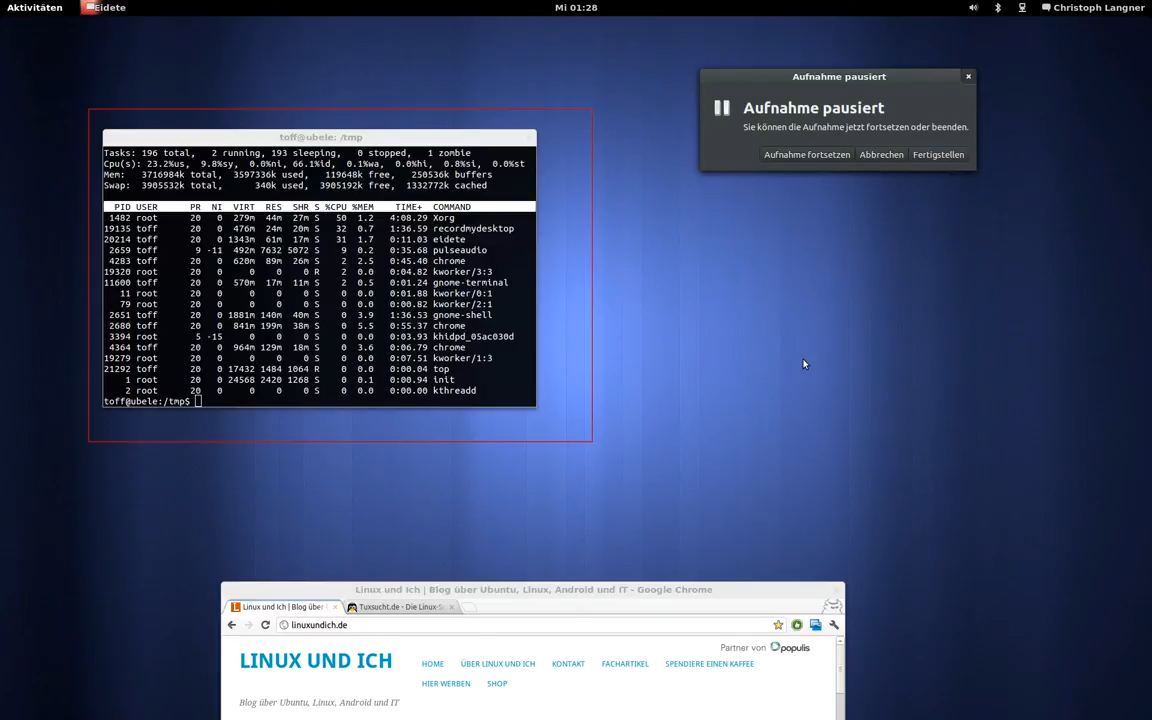 Aktivitäten Eidete Mi 01:28 Christoph Langner
Aufnahme pausiert
Aufnahme pausiert
Sie können die Aufnahme jetzt fortsetzen oder beenden.
Aufnahme fortsetzen Abbrechen Fertigstellen
toff@ubele: /tmp
Tasks: 196 total, 2 running, 193 sleeping, 0 stopped, 1 zombie
Cpu(s): 23.2%us, 9.8%sy, 0.0%ni, 66.1%id, 0.1%wa, 0.0%hi, 0.8%si, 0.0%st
Mem: 3716984k total, 3597336k used, 119648k free, 250536k buffers
Swap: 3905532k total, 340k used, 3905192k free, 1332772k cached
PID USER PR NI VIRT RES SHR S %CPU %MEM TIME+ COMMAND
1482 root 20 0 279m 44m 27m S 50 1.2 4:08.29 Xorg
19135 toff 20 0 476m 24m 20m S 32 0.7 1:36.59 recordmydesktop
20214 toff 20 0 1343m 61m 17m S 31 1.7 0:11.03 eidete
2659 toff 9 -11 492m 7632 5072 S 9 0.2 0:35.68 pulseaudio
4283 toff 20 0 620m 89m 26m S 2 2.5 0:45.40 chrome
19320 root 20 0 0 0 0 R 2 0.0 0:04.82 kworker/3:3
11600 toff 20 0 570m 17m 11m S 2 0.5 0:01.24 gnome-terminal
11 root 20 0 0 0 0 S 0 0.0 0:01.88 kworker/0:1
79 root 20 0 0 0 0 S 0 0.0 0:00.82 kworker/2:1
2651 toff 20 0 1881m 140m 40m S 0 3.9 1:36.53 gnome-shell
2680 toff 20 0 841m 199m 38m S 0 5.5 0:55.37 chrome
3394 root 5 -15 0 0 0 S 0 0.0 0:03.93 khidpd_05ac030d
4364 toff 20 0 964m 129m 18m S 0 3.6 0:06.79 chrome
19279 root 20 0 0 0 0 S 0 0.0 0:07.51 kworker/1:3
21292 toff 20 0 17432 1484 1064 R 0 0.0 0:00.04 top
1 root 20 0 24568 2420 1268 S 0 0.1 0:00.94 init
2 root 20 0 0 0 0 S 0 0.0 0:00.00 kthreadd
toff@ubele:/tmp$
Linux und Ich | Blog über Ubuntu, Linux, Android und IT - Google Chrome
Linux und Ich | Blog über Tuxsucht.de - Die Linux-S
linuxundich.de
Partner von populis
LINUX UND ICH HOME ÜBER LINUX UND ICH KONTAKT FACHARTIKEL SPENDIERE EINEN KAFFEE
HIER WERBEN SHOP
Blog über Ubuntu, Linux, Android und IT